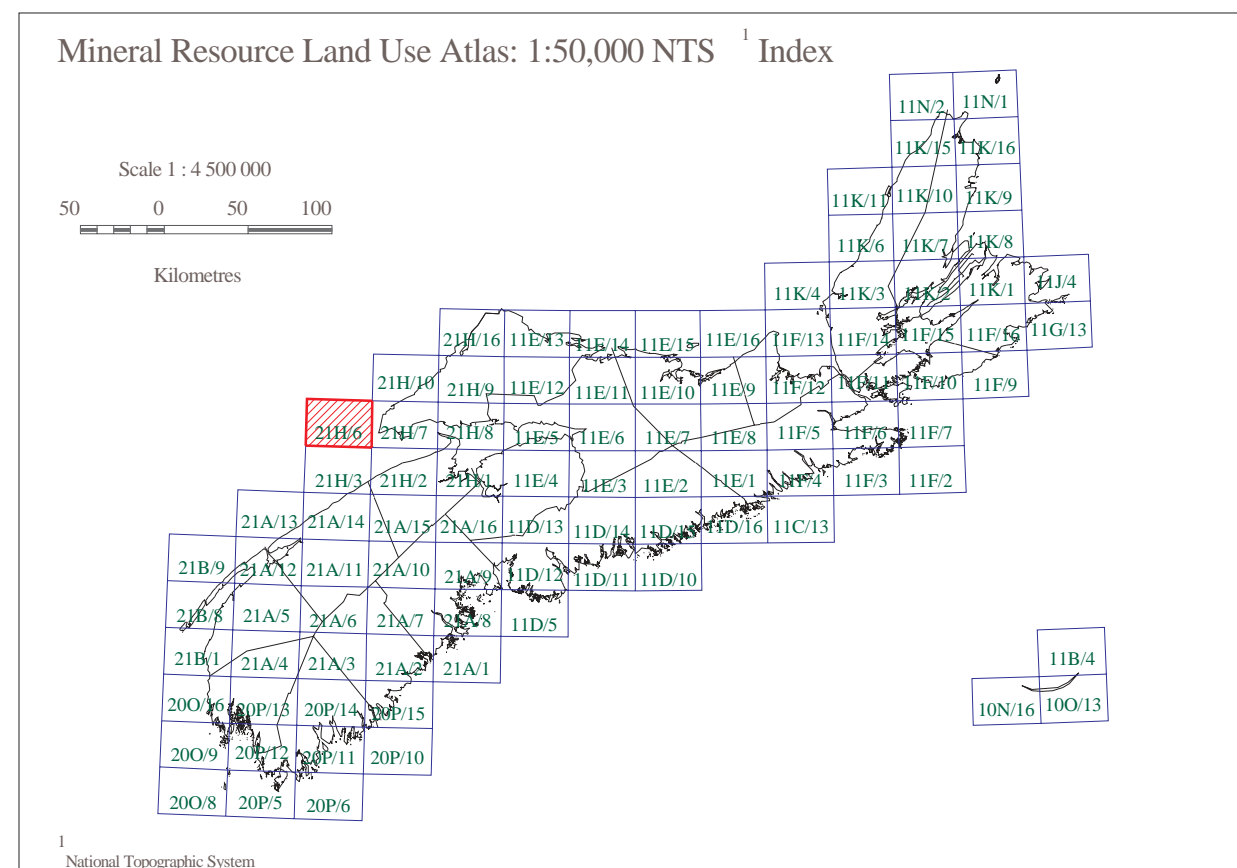 Mineral Resource Land Use Atlas: 1:50,000 NTS 1 Index
Scale 1 : 4 500 000
50 0 50 100
Kilometres
11N/2 11N/1
11K/15 11K/16
11K/11 11K/10 11K/9
11K/6 11K/7 11K/8
11K/4 11K/3 11K/2 11K/1 11J/4
21H/16 11E/13 11E/14 11E/15 11E/16 11F/13 11F/14 11F/15 11F/16 11G/13
21H/10 21H/9 11E/12 11E/11 11E/10 11E/9 11F/12 11F/11 11F/10 11F/9
21H/6 21H/7 21H/8 11E/5 11E/6 11E/7 11E/8 11F/5 11F/6 11F/7
21H/3 21H/2 21H/1 11E/4 11E/3 11E/2 11E/1 11F/4 11F/3 11F/2
21A/13 21A/14 21A/15 21A/16 11D/13 11D/14 11D/15 11D/16 11C/13
21B/9 21A/12 21A/11 21A/10 21A/9 11D/12 11D/11 11D/10
21B/8 21A/5 21A/6 21A/7 21A/8 11D/5
21B/1 21A/4 21A/3 21A/2 21A/1 11B/4
20O/16 20P/13 20P/14 20P/15 10N/16 10O/13
20O/9 20P/12 20P/11 20P/10
20O/8 20P/5 20P/6
1
National Topographic System